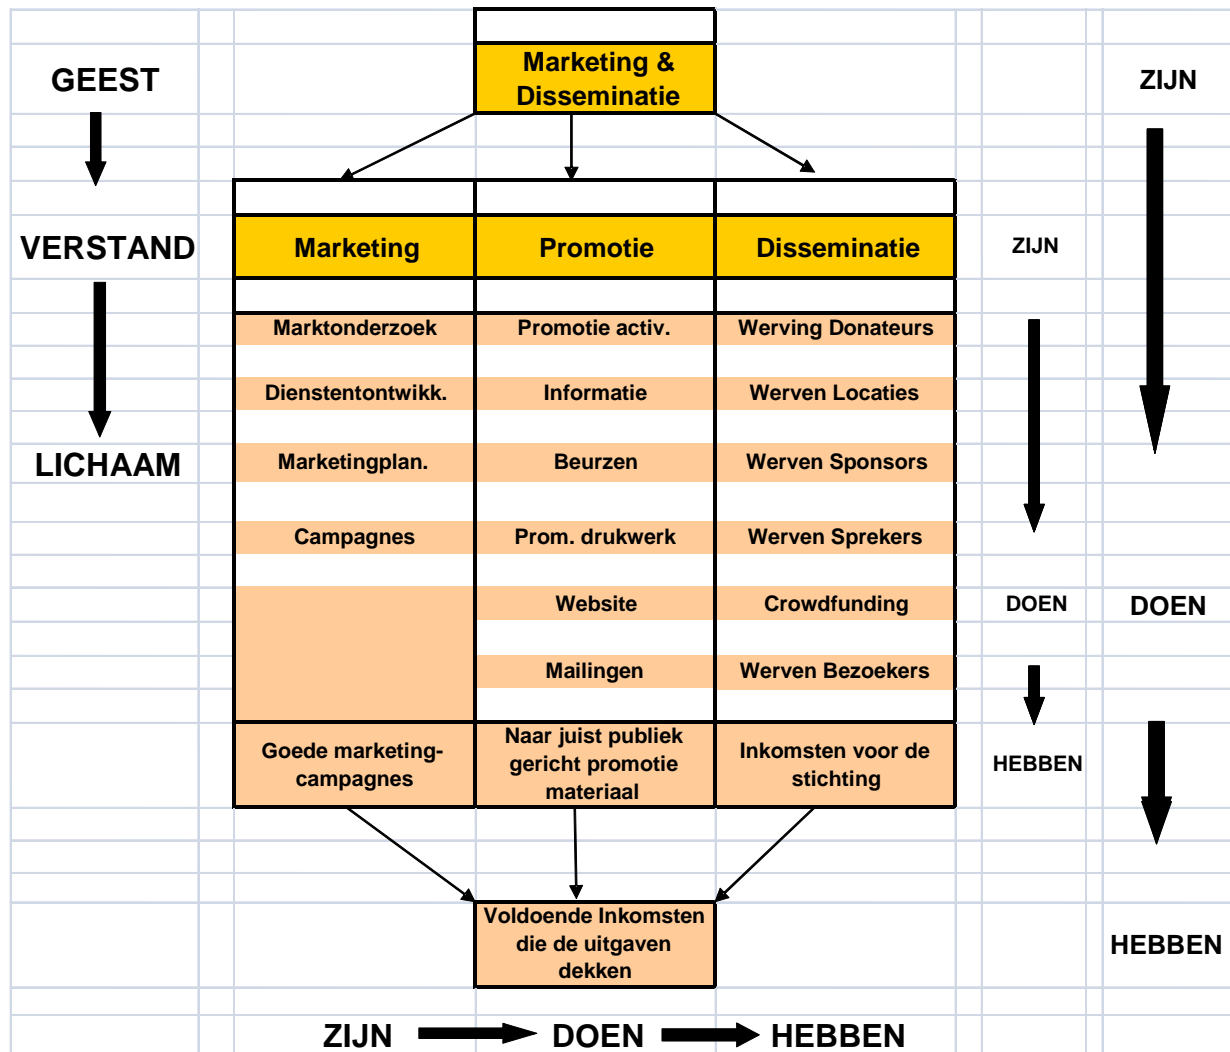 Marketing &
Disseminatie
GEEST
ZIJN
VERSTAND
Marketing
Promotie
Disseminatie
ZIJN
Marktonderzoek
Promotie activ.
Werving Donateurs
Dienstentontwikk.
Informatie
Werven Locaties
LICHAAM
Marketingplan.
Beurzen
Werven Sponsors
Campagnes
Prom. drukwerk
Werven Sprekers
Website
Crowdfunding
DOEN
DOEN
Mailingen
Werven Bezoekers
Goede marketing-
campagnes
Naar juist publiek
gericht promotie
materiaal
Inkomsten voor de
stichting
HEBBEN
Voldoende Inkomsten
die de uitgaven
dekken
HEBBEN
ZIJN DOEN HEBBEN